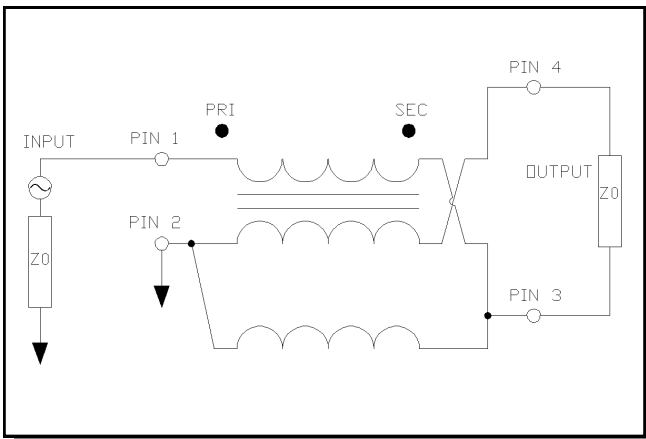 PIN 4
PRI
SEC
INPUT
PIN 1
OUTPUT
Z0
PIN 2
Z0
PIN 3